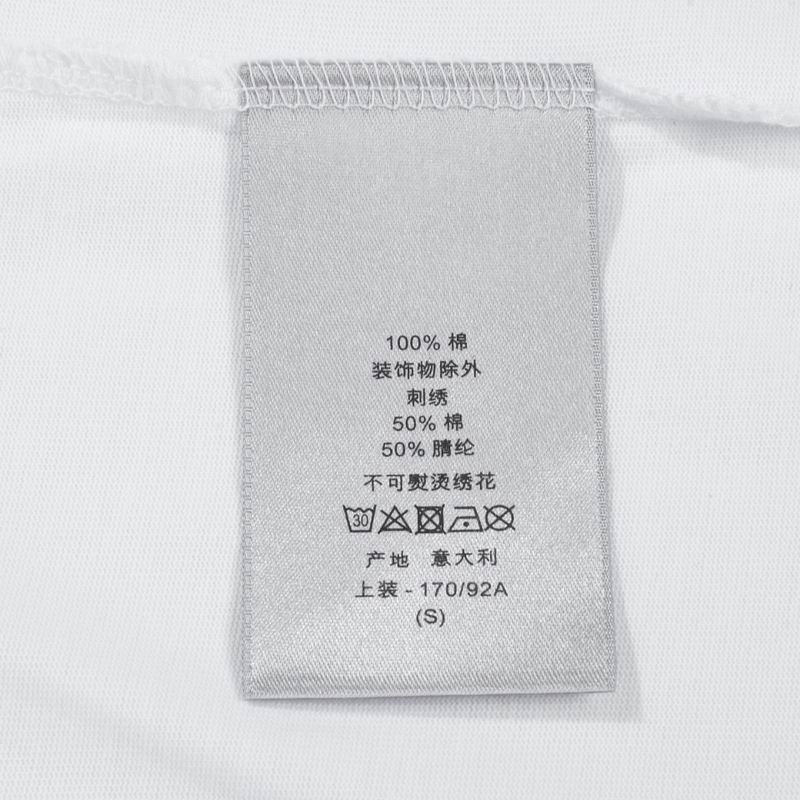 100% 棉
装饰物除外
刺绣
50% 棉
50% 腈纶
不可熨烫绣花
30
产地 意大利
上装 - 170/92A
(S)